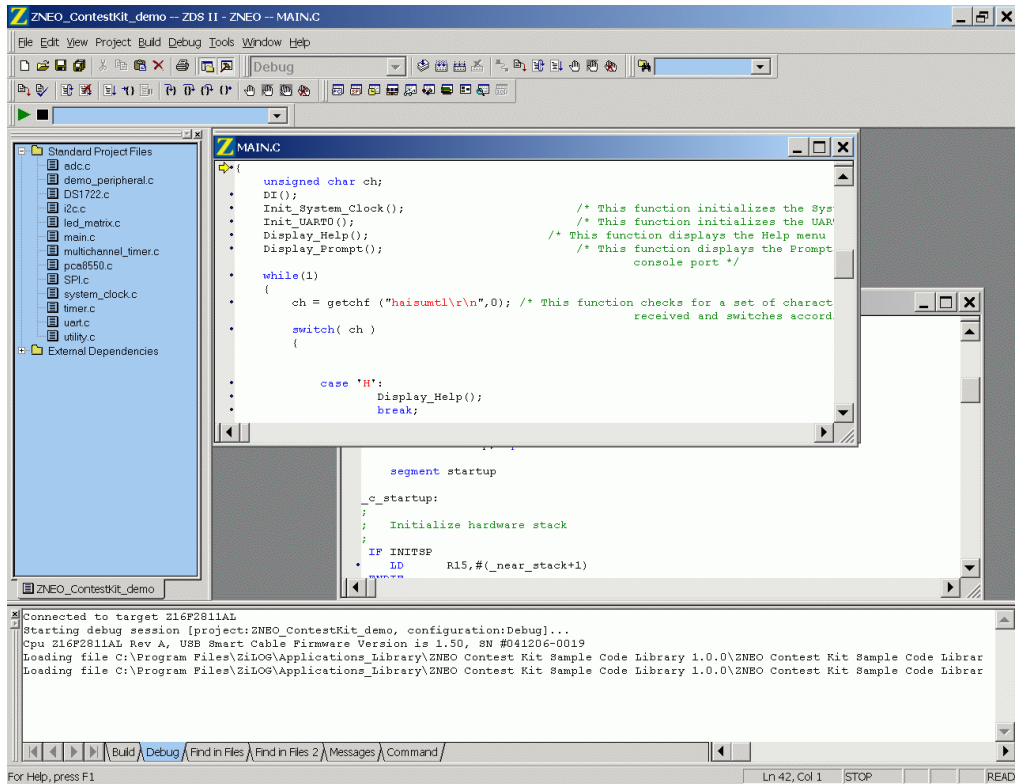 ZNEO_ContestKit_demo -- ZDS II - ZNEO -- MAIN.C
File Edit View Project Build Debug Tools Window Help
Debug
Standard Project Files
adc.c
demo_peripheral.c
DS1722.c
i2c.c
led_matrix.c
main.c
multichannel_timer.c
pca8550.c
SPI.c
system_clock.c
timer.c
uart.c
utility.c
External Dependencies
ZNEO_ContestKit_demo
MAIN.C
{
unsigned char ch;
DI();
Init_System_Clock(); /* This function initializes the Sys
Init_UART0(); /* This function initializes the UAR
Display_Help(); /* This function displays the Help menu
Display_Prompt(); /* This function displays the Prompt
console port */
while(1)
{
ch = getchf ("haisumtl\r\n",0); /* This function checks for a set of charact
received and switches accord
switch( ch )
{
case 'H':
Display_Help();
break;
segment startup
_c_startup:
;
; Initialize hardware stack
;
IF INITSP
LD R15,#(_near_stack+1)
Connected to target Z16F2811AL
Starting debug session [project:ZNEO_ContestKit_demo, configuration:Debug]...
Cpu Z16F2811AL Rev A, USB Smart Cable Firmware Version is 1.50, SN #041206-0019
Loading file C:\Program Files\ZiLOG\Applications_Library\ZNEO Contest Kit Sample Code Library 1.0.0\ZNEO Contest Kit Sample Code Librar
Loading file C:\Program Files\ZiLOG\Applications_Library\ZNEO Contest Kit Sample Code Library 1.0.0\ZNEO Contest Kit Sample Code Librar
Build Debug Find in Files Find in Files 2 Messages Command
For Help, press F1 Ln 42, Col 1 STOP READ